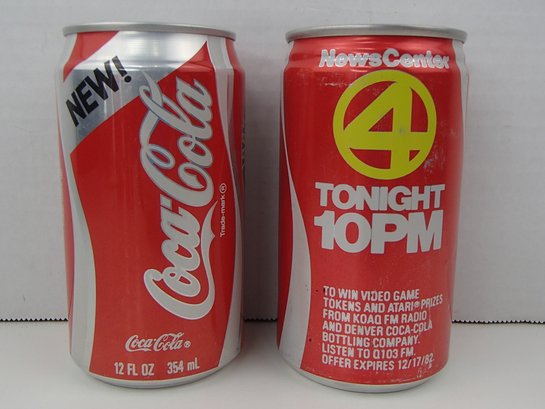 NEW!
Coca-Cola
Trade-mark®
Coca-Cola®
12 FL OZ 354 mL
NewsCenter
4
TONIGHT
10PM
TO WIN VIDEO GAME
TOKENS AND ATARI® PRIZES
FROM KOAQ FM RADIO
AND DENVER COCA-COLA
BOTTLING COMPANY.
LISTEN TO Q103 FM.
OFFER EXPIRES 12/17/82